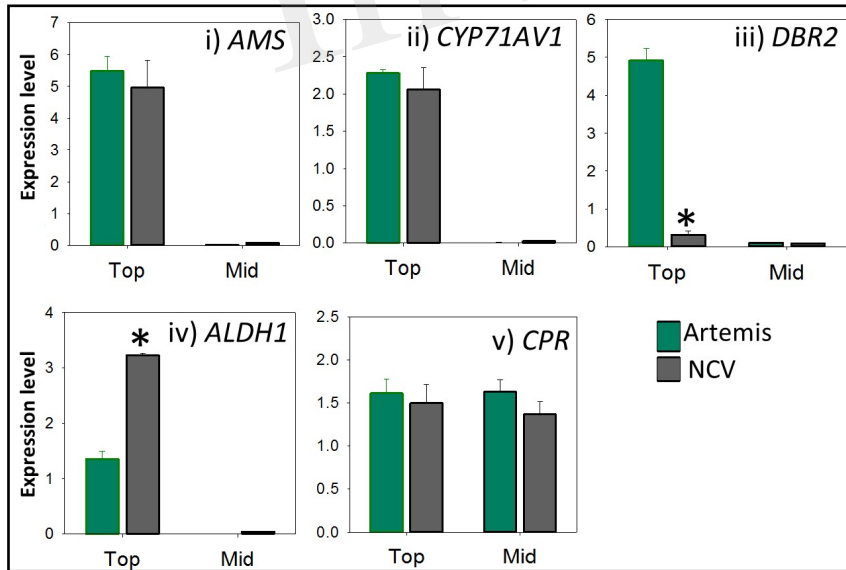 i) AMS
Expression level
7
6
5
4
3
2
1
0
Top
Mid
ii) CYP71AV1
3.0
2.5
2.0
1.5
1.0
0.5
0.0
Top
Mid
iii) DBR2
6
5
4
3
2
1
0
*
Top
Mid
iv) ALDH1
Expression level
4
3
2
1
0
*
Top
Mid
v) CPR
2.5
2.0
1.5
1.0
0.5
0.0
Top
Mid
Artemis
NCV